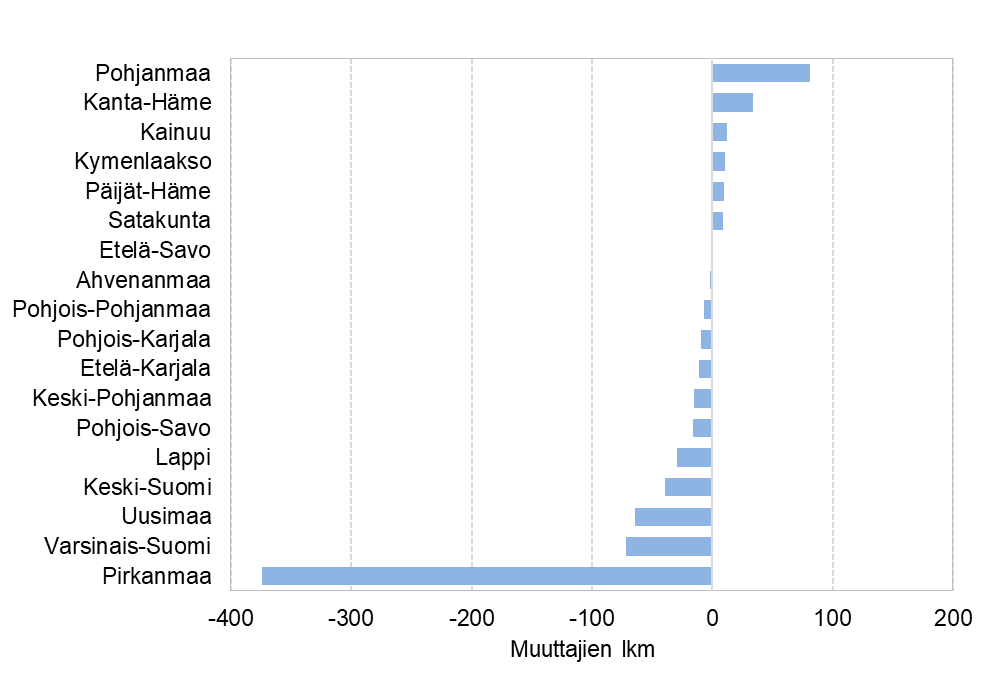 Pohjanmaa
Kanta-Häme
Kainuu
Kymenlaakso
Päijät-Häme
Satakunta
Etelä-Savo
Ahvenanmaa
Pohjois-Pohjanmaa
Pohjois-Karjala
Etelä-Karjala
Keski-Pohjanmaa
Pohjois-Savo
Lappi
Keski-Suomi
Uusimaa
Varsinais-Suomi
Pirkanmaa
-400 -300 -200 -100 0 100 200
Muuttajien lkm